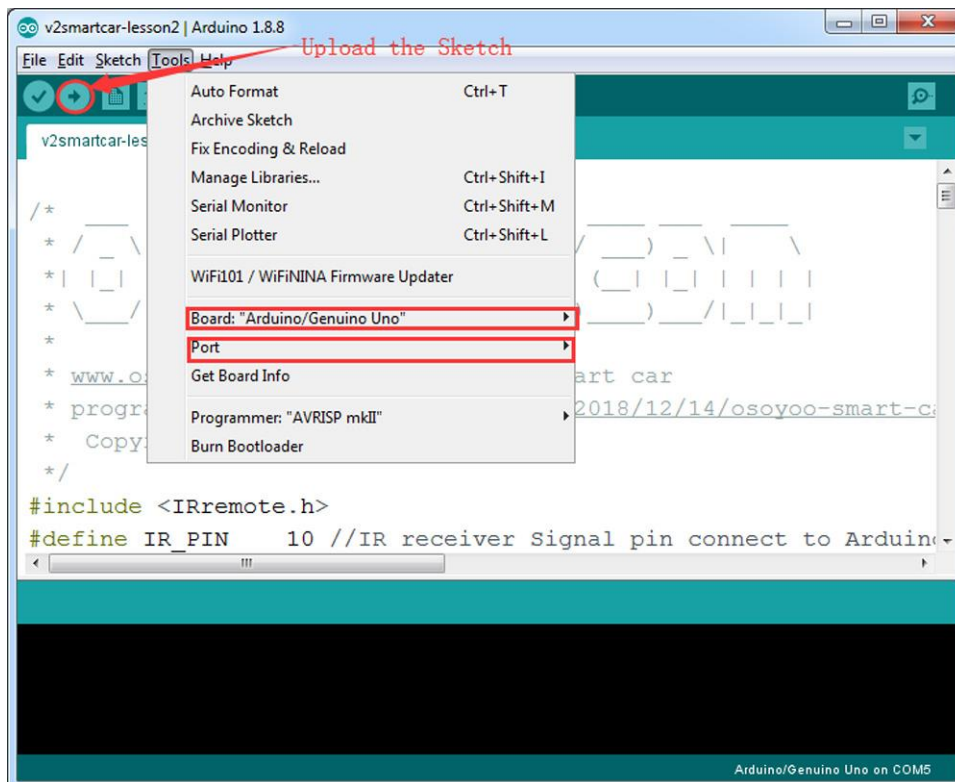 v2smartcar-lesson2 | Arduino 1.8.8
Upload the Sketch
File Edit Sketch Tools Help
v2smartcar-les
Auto Format Ctrl+T
Archive Sketch
Fix Encoding & Reload
Manage Libraries... Ctrl+Shift+I
Serial Monitor Ctrl+Shift+M
Serial Plotter Ctrl+Shift+L
WiFi101 / WiFiNINA Firmware Updater
Board: "Arduino/Genuino Uno"
Port
Get Board Info
Programmer: "AVRISP mkII"
Burn Bootloader
/*
* www.o art car
* progr 2018/12/14/osoyoo-smart-c
* Copy
*/
#include <IRremote.h>
#define IR_PIN 10 //IR receiver Signal pin connect to Arduin
Arduino/Genuino Uno on COM5